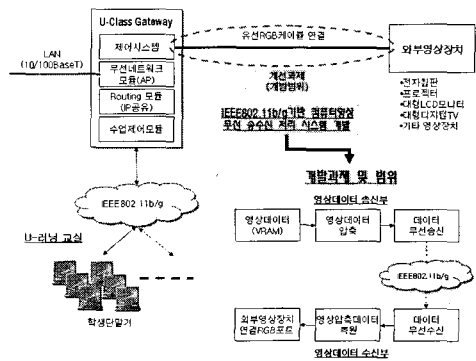 U-Class Gateway
제어시스템
무선네트워크
모듈(AP)
Routing 모듈
(IP공유)
수업제어모듈
LAN
(10/100BaseT)
유선RGB케이블 연결
개선과제
(개발범위)
IEEE802.11b/g기반 컴퓨터영상
무선 송수신 처리 시스템 개발
외부영상장치
•전자칠판
•프로젝터
•대형LCD모니터
•대형디지털TV
•기타 영상장치
IEEE802.11b/g
U-러닝 교실
학생단말기
개발과제 및 범위
영상데이터 송신부
영상데이터
(VRAM)
영상데이터
압축
데이터
무선송신
IEEE802.11b/g
외부영상장치
연결RGB포트
영상압축데이터
복원
데이터
무선수신
영상데이터 수신부